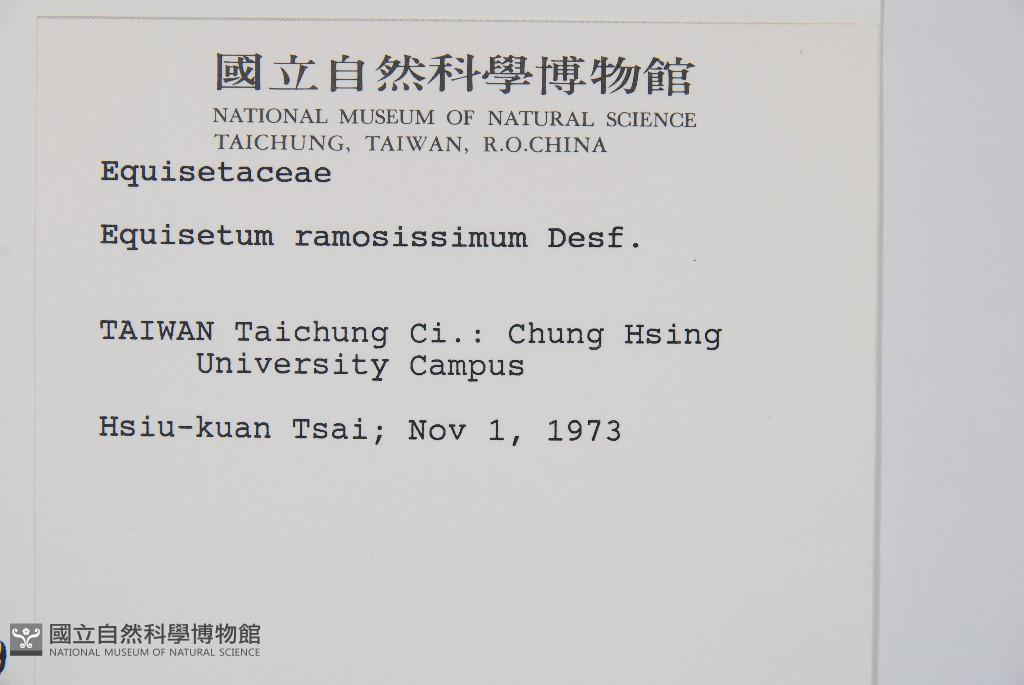 國立自然科學博物館
NATIONAL MUSEUM OF NATURAL SCIENCE
TAICHUNG, TAIWAN, R.O.CHINA
Equisetaceae
Equisetum ramosissimum Desf.
TAIWAN Taichung Ci.: Chung Hsing
University Campus
Hsiu-kuan Tsai; Nov 1, 1973
國立自然科學博物館
NATIONAL MUSEUM OF NATURAL SCIENCE